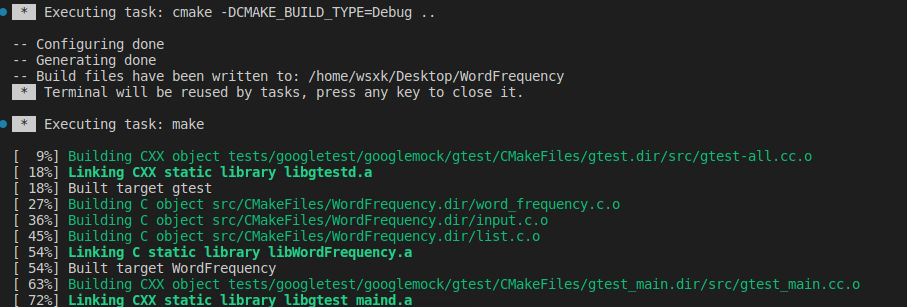 * Executing task: cmake -DCMAKE_BUILD_TYPE=Debug ..
-- Configuring done
-- Generating done
-- Build files have been written to: /home/wsxk/Desktop/WordFrequency
* Terminal will be reused by tasks, press any key to close it.
* Executing task: make
[  9%] Building CXX object tests/googletest/googlemock/gtest/CMakeFiles/gtest.dir/src/gtest-all.cc.o
[ 18%] Linking CXX static library libgtestd.a
[ 18%] Built target gtest
[ 27%] Building C object src/CMakeFiles/WordFrequency.dir/word_frequency.c.o
[ 36%] Building C object src/CMakeFiles/WordFrequency.dir/input.c.o
[ 45%] Building C object src/CMakeFiles/WordFrequency.dir/list.c.o
[ 54%] Linking C static library libWordFrequency.a
[ 54%] Built target WordFrequency
[ 63%] Building CXX object tests/googletest/googlemock/gtest/CMakeFiles/gtest_main.dir/src/gtest_main.cc.o
[ 72%] Linking CXX static library libgtest maind.a